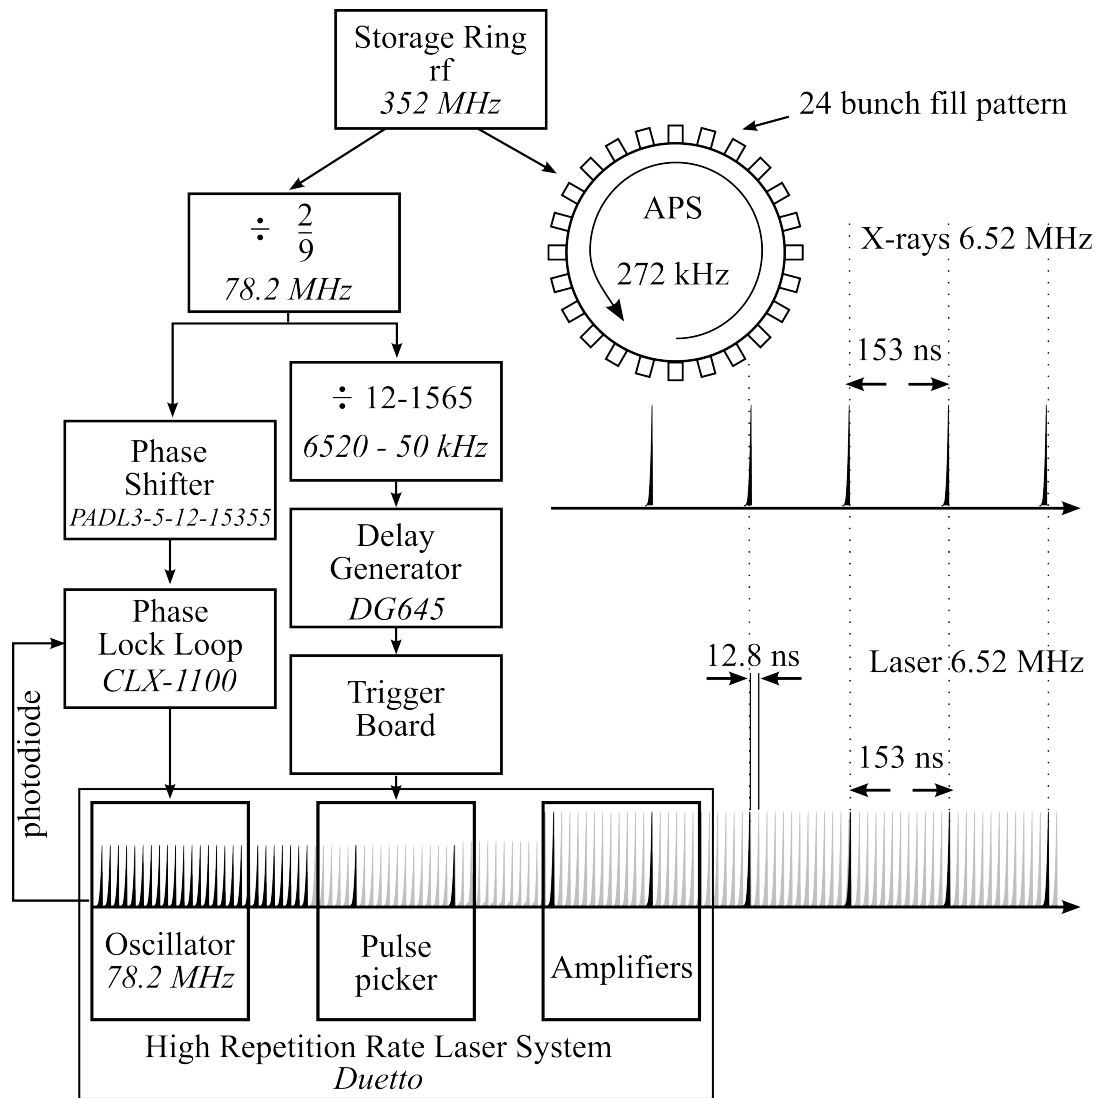 Storage Ring
rf
352 MHz
24 bunch fill pattern
÷ 2/9
78.2 MHz
APS
272 kHz
X-rays 6.52 MHz
153 ns
÷ 12-1565
6520 - 50 kHz
Phase
Shifter
PADL3-5-12-15355
Delay
Generator
DG645
Phase
Lock Loop
CLX-1100
Trigger
Board
12.8 ns
Laser 6.52 MHz
153 ns
photodiode
Oscillator
78.2 MHz
Pulse
picker
Amplifiers
High Repetition Rate Laser System
Duetto